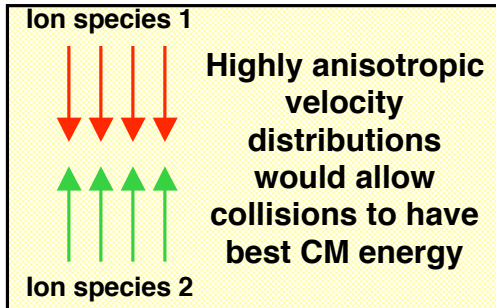 Ion species 1
Highly anisotropic
velocity
distributions
would allow
collisions to have
best CM energy
Ion species 2